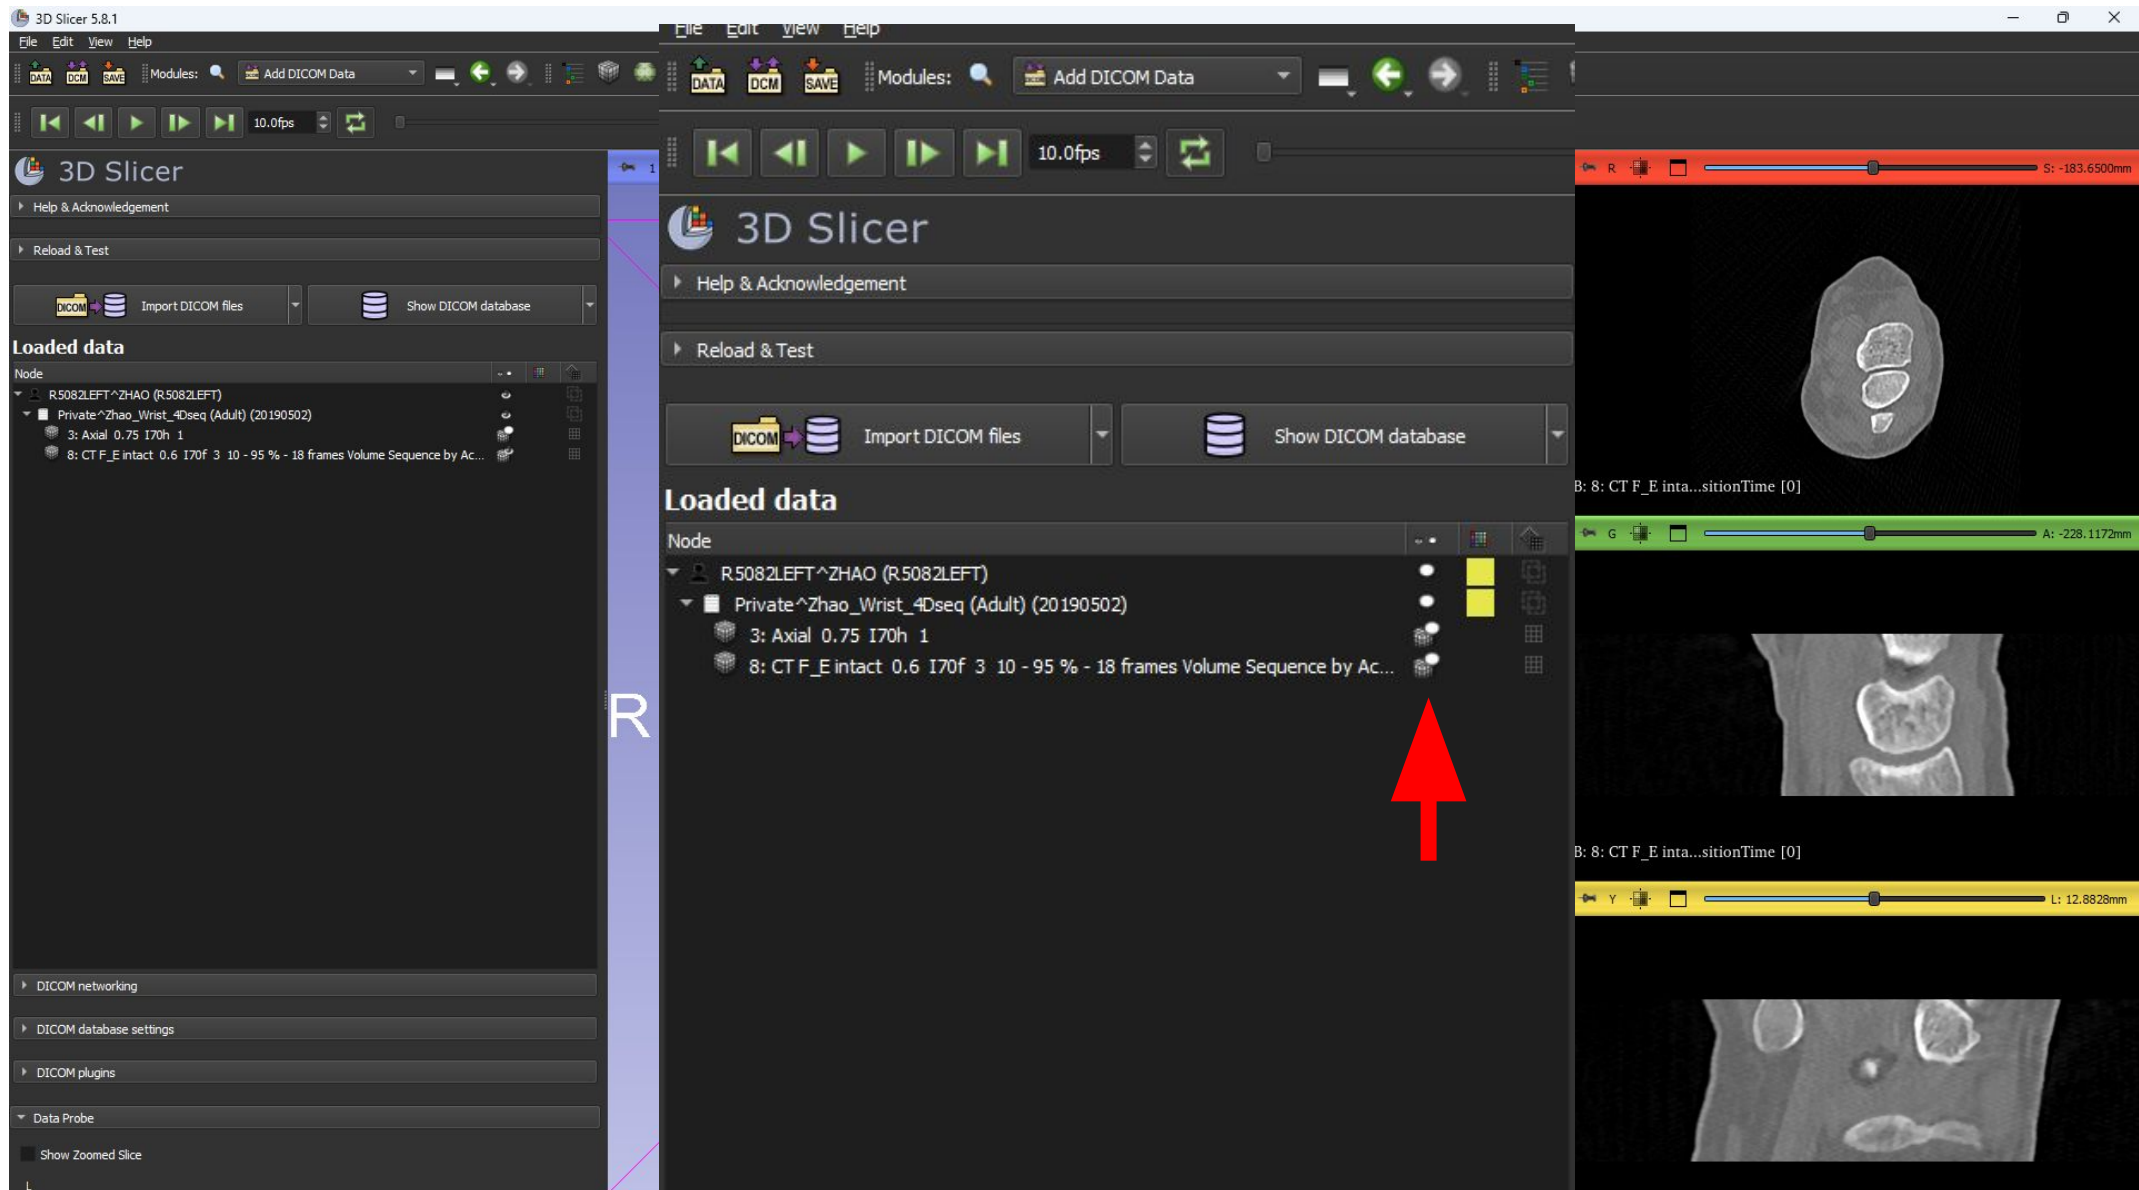 3D Slicer 5.8.1
File Edit View Help
DATA DCM SAVE Modules: Add DICOM Data
10.0fps
3D Slicer
Help & Acknowledgement
Reload & Test
DICOM Import DICOM files Show DICOM database
Loaded data
Node
R5082LEFT^ZHAO (R5082LEFT)
Private^Zhao_Wrist_4Dseq (Adult) (20190502)
3: Axial 0.75 I70h 1
8: CT F_E intact 0.6 I70f 3 10 - 95 % - 18 frames Volume Sequence by Ac...
DICOM networking
DICOM database settings
DICOM plugins
Data Probe
Show Zoomed Slice
1
R
File Edit View Help
DATA DCM SAVE Modules: Add DICOM Data
10.0fps
3D Slicer
Help & Acknowledgement
Reload & Test
DICOM Import DICOM files Show DICOM database
Loaded data
Node
R5082LEFT^ZHAO (R5082LEFT)
Private^Zhao_Wrist_4Dseq (Adult) (20190502)
3: Axial 0.75 I70h 1
8: CT F_E intact 0.6 I70f 3 10 - 95 % - 18 frames Volume Sequence by Ac...
R S: -183.6500mm
B: 8: CT F_E inta...sitionTime [0]
G A: -228.1172mm
B: 8: CT F_E inta...sitionTime [0]
Y L: 12.8828mm